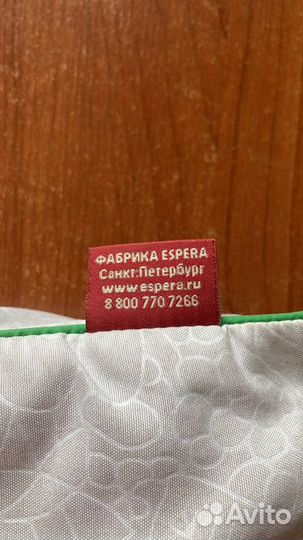 ФАБРИКА ESPERA
Санкт:Петербург
www.espera.ru
8 800 770 7266
Avito